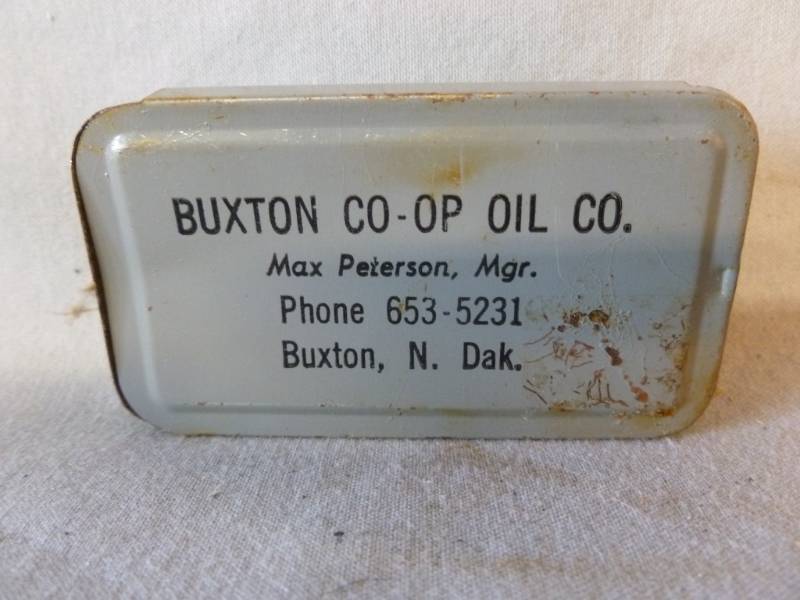 BUXTON CO-OP OIL CO.
Max Peterson, Mgr.
Phone 653-5231
Buxton, N. Dak.